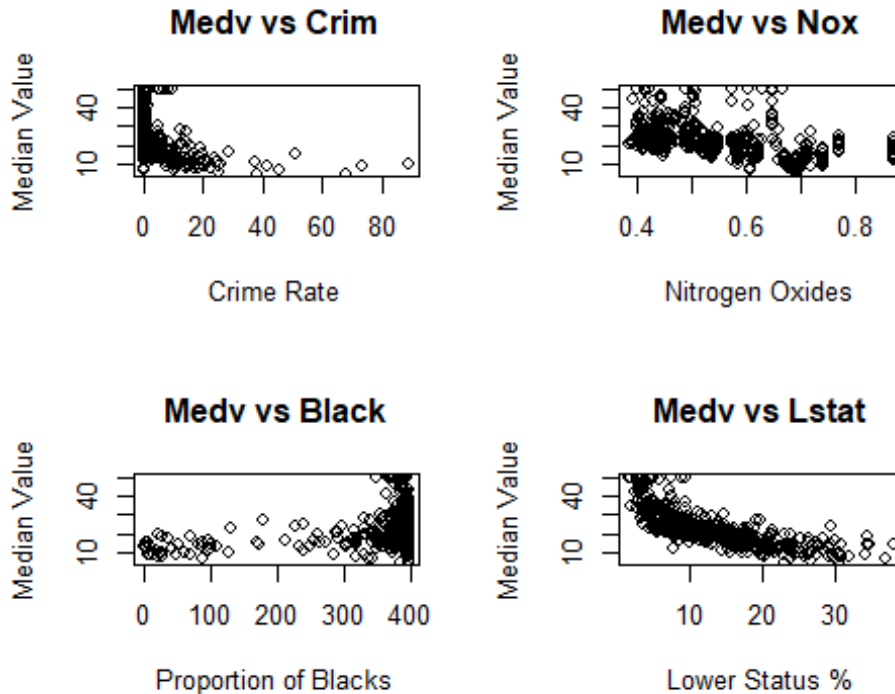 Medv vs Crim
Median Value
10
40
0
20
40
60
80
Crime Rate
Medv vs Nox
Median Value
10
40
0.4
0.6
0.8
Nitrogen Oxides
Medv vs Black
Median Value
10
40
0
100
200
300
400
Proportion of Blacks
Medv vs Lstat
Median Value
10
40
10
20
30
Lower Status %